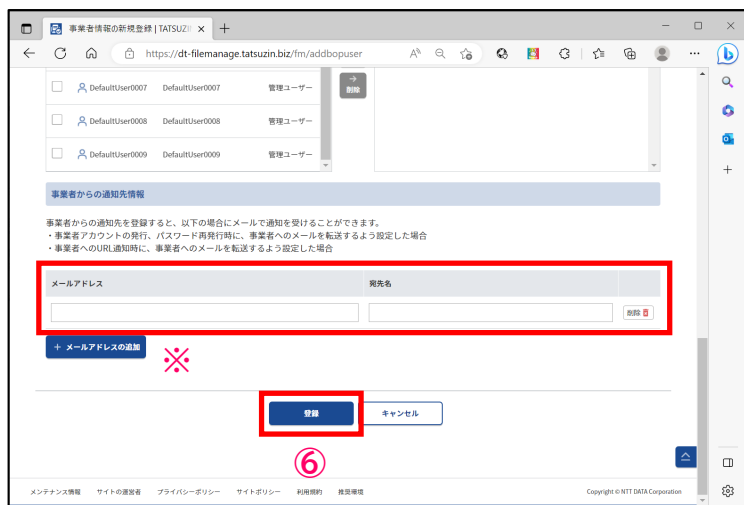 事業者情報の新規登録 | TATSUZI
https://dt-filemanage.tatsuzin.biz/fm/addbopuser
DefaultUser0007 DefaultUser0007 管理ユーザー
→
削除
DefaultUser0008 DefaultUser0008 管理ユーザー
DefaultUser0009 DefaultUser0009 管理ユーザー
事業者からの通知先情報
事業者からの通知先を登録すると、以下の場合にメールで通知を受けることができます。
・事業者アカウントの発行、パスワード再発行時に、事業者へのメールを転送するよう設定した場合
・事業者へのURL通知時に、事業者へのメールを転送するよう設定した場合
メールアドレス 宛先名
削除
+ メールアドレスの追加
※
登録 キャンセル
⑥
メンテナンス情報 サイトの運営者 プライバシーポリシー サイトポリシー 利用規約 推奨環境 Copyright © NTT DATA Corporation